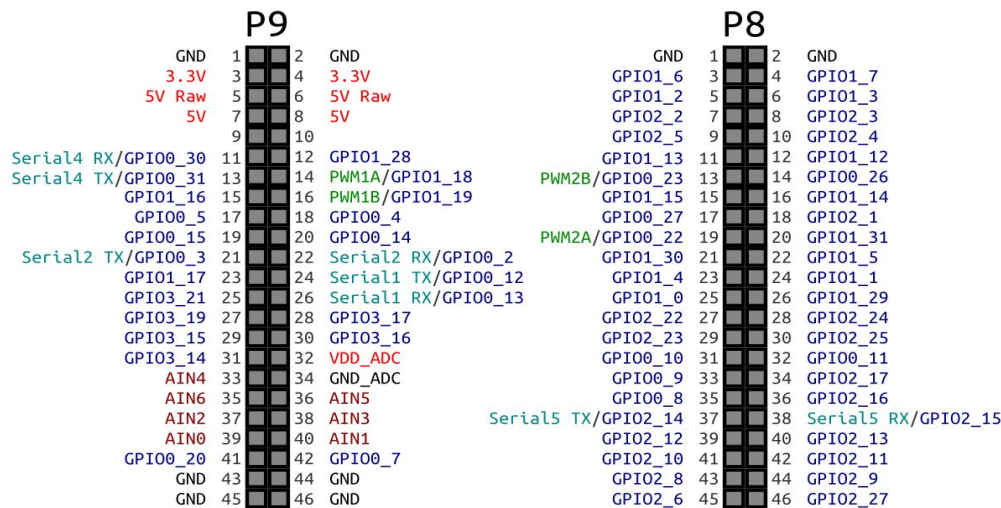 P9 P8
GND 1 2 GND GND 1 2 GND
3.3V 3 4 3.3V GPIO1_6 3 4 GPIO1_7
5V Raw 5 6 5V Raw GPIO1_2 5 6 GPIO1_3
5V 7 8 5V GPIO2_2 7 8 GPIO2_3
9 10 GPIO2_5 9 10 GPIO2_4
Serial4 RX/GPIO0_30 11 12 GPIO1_28 GPIO1_13 11 12 GPIO1_12
Serial4 TX/GPIO0_31 13 14 PWM1A/GPIO1_18 PWM2B/GPIO0_23 13 14 GPIO0_26
GPIO1_16 15 16 PWM1B/GPIO1_19 GPIO1_15 15 16 GPIO1_14
GPIO0_5 17 18 GPIO0_4 GPIO0_27 17 18 GPIO2_1
GPIO0_15 19 20 GPIO0_14 PWM2A/GPIO0_22 19 20 GPIO1_31
Serial2 TX/GPIO0_3 21 22 Serial2 RX/GPIO0_2 GPIO1_30 21 22 GPIO1_5
GPIO1_17 23 24 Serial1 TX/GPIO0_12 GPIO1_4 23 24 GPIO1_1
GPIO3_21 25 26 Serial1 RX/GPIO0_13 GPIO1_0 25 26 GPIO1_29
GPIO3_19 27 28 GPIO3_17 GPIO2_22 27 28 GPIO2_24
GPIO3_15 29 30 GPIO3_16 GPIO2_23 29 30 GPIO2_25
GPIO3_14 31 32 VDD_ADC GPIO0_10 31 32 GPIO0_11
AIN4 33 34 GND_ADC GPIO0_9 33 34 GPIO2_17
AIN6 35 36 AIN5 GPIO0_8 35 36 GPIO2_16
AIN2 37 38 AIN3 Serial5 TX/GPIO2_14 37 38 Serial5 RX/GPIO2_15
AIN0 39 40 AIN1 GPIO2_12 39 40 GPIO2_13
GPIO0_20 41 42 GPIO0_7 GPIO2_10 41 42 GPIO2_11
GND 43 44 GND GPIO2_8 43 44 GPIO2_9
GND 45 46 GND GPIO2_6 45 46 GPIO2_27